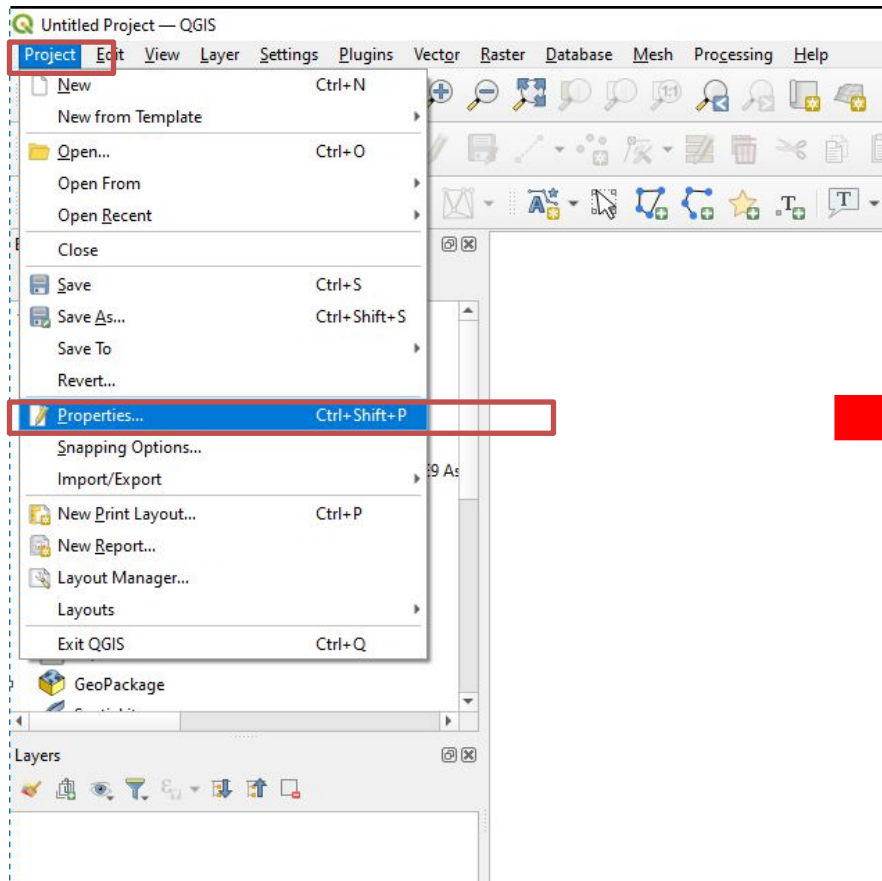 Untitled Project — QGIS
Project Edit View Layer Settings Plugins Vector Raster Database Mesh Processing Help
New Ctrl+N
New from Template
Open... Ctrl+O
Open From
Open Recent
Close
Save Ctrl+S
Save As... Ctrl+Shift+S
Save To
Revert...
Properties... Ctrl+Shift+P
Snapping Options...
Import/Export
New Print Layout... Ctrl+P
New Report...
Layout Manager...
Layouts
Exit QGIS Ctrl+Q
GeoPackage
Layers